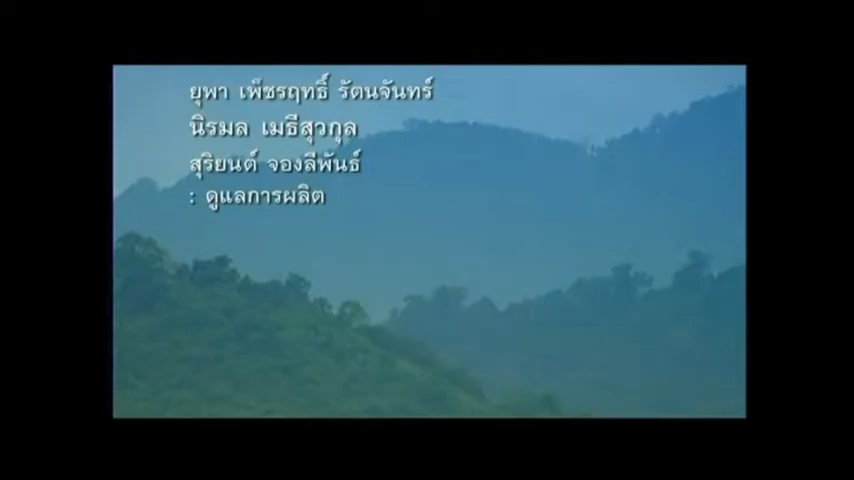 ยุพา เพ็ชรฤทธิ์ รัตนจันทร์
นิรมล เมธีสุวกุล
สุริยนต์ จองลีพันธ์
: ดูแลการผลิต